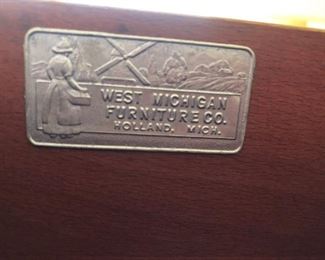 WEST MICHIGAN
FURNITURE CO.
HOLLAND, MICH.